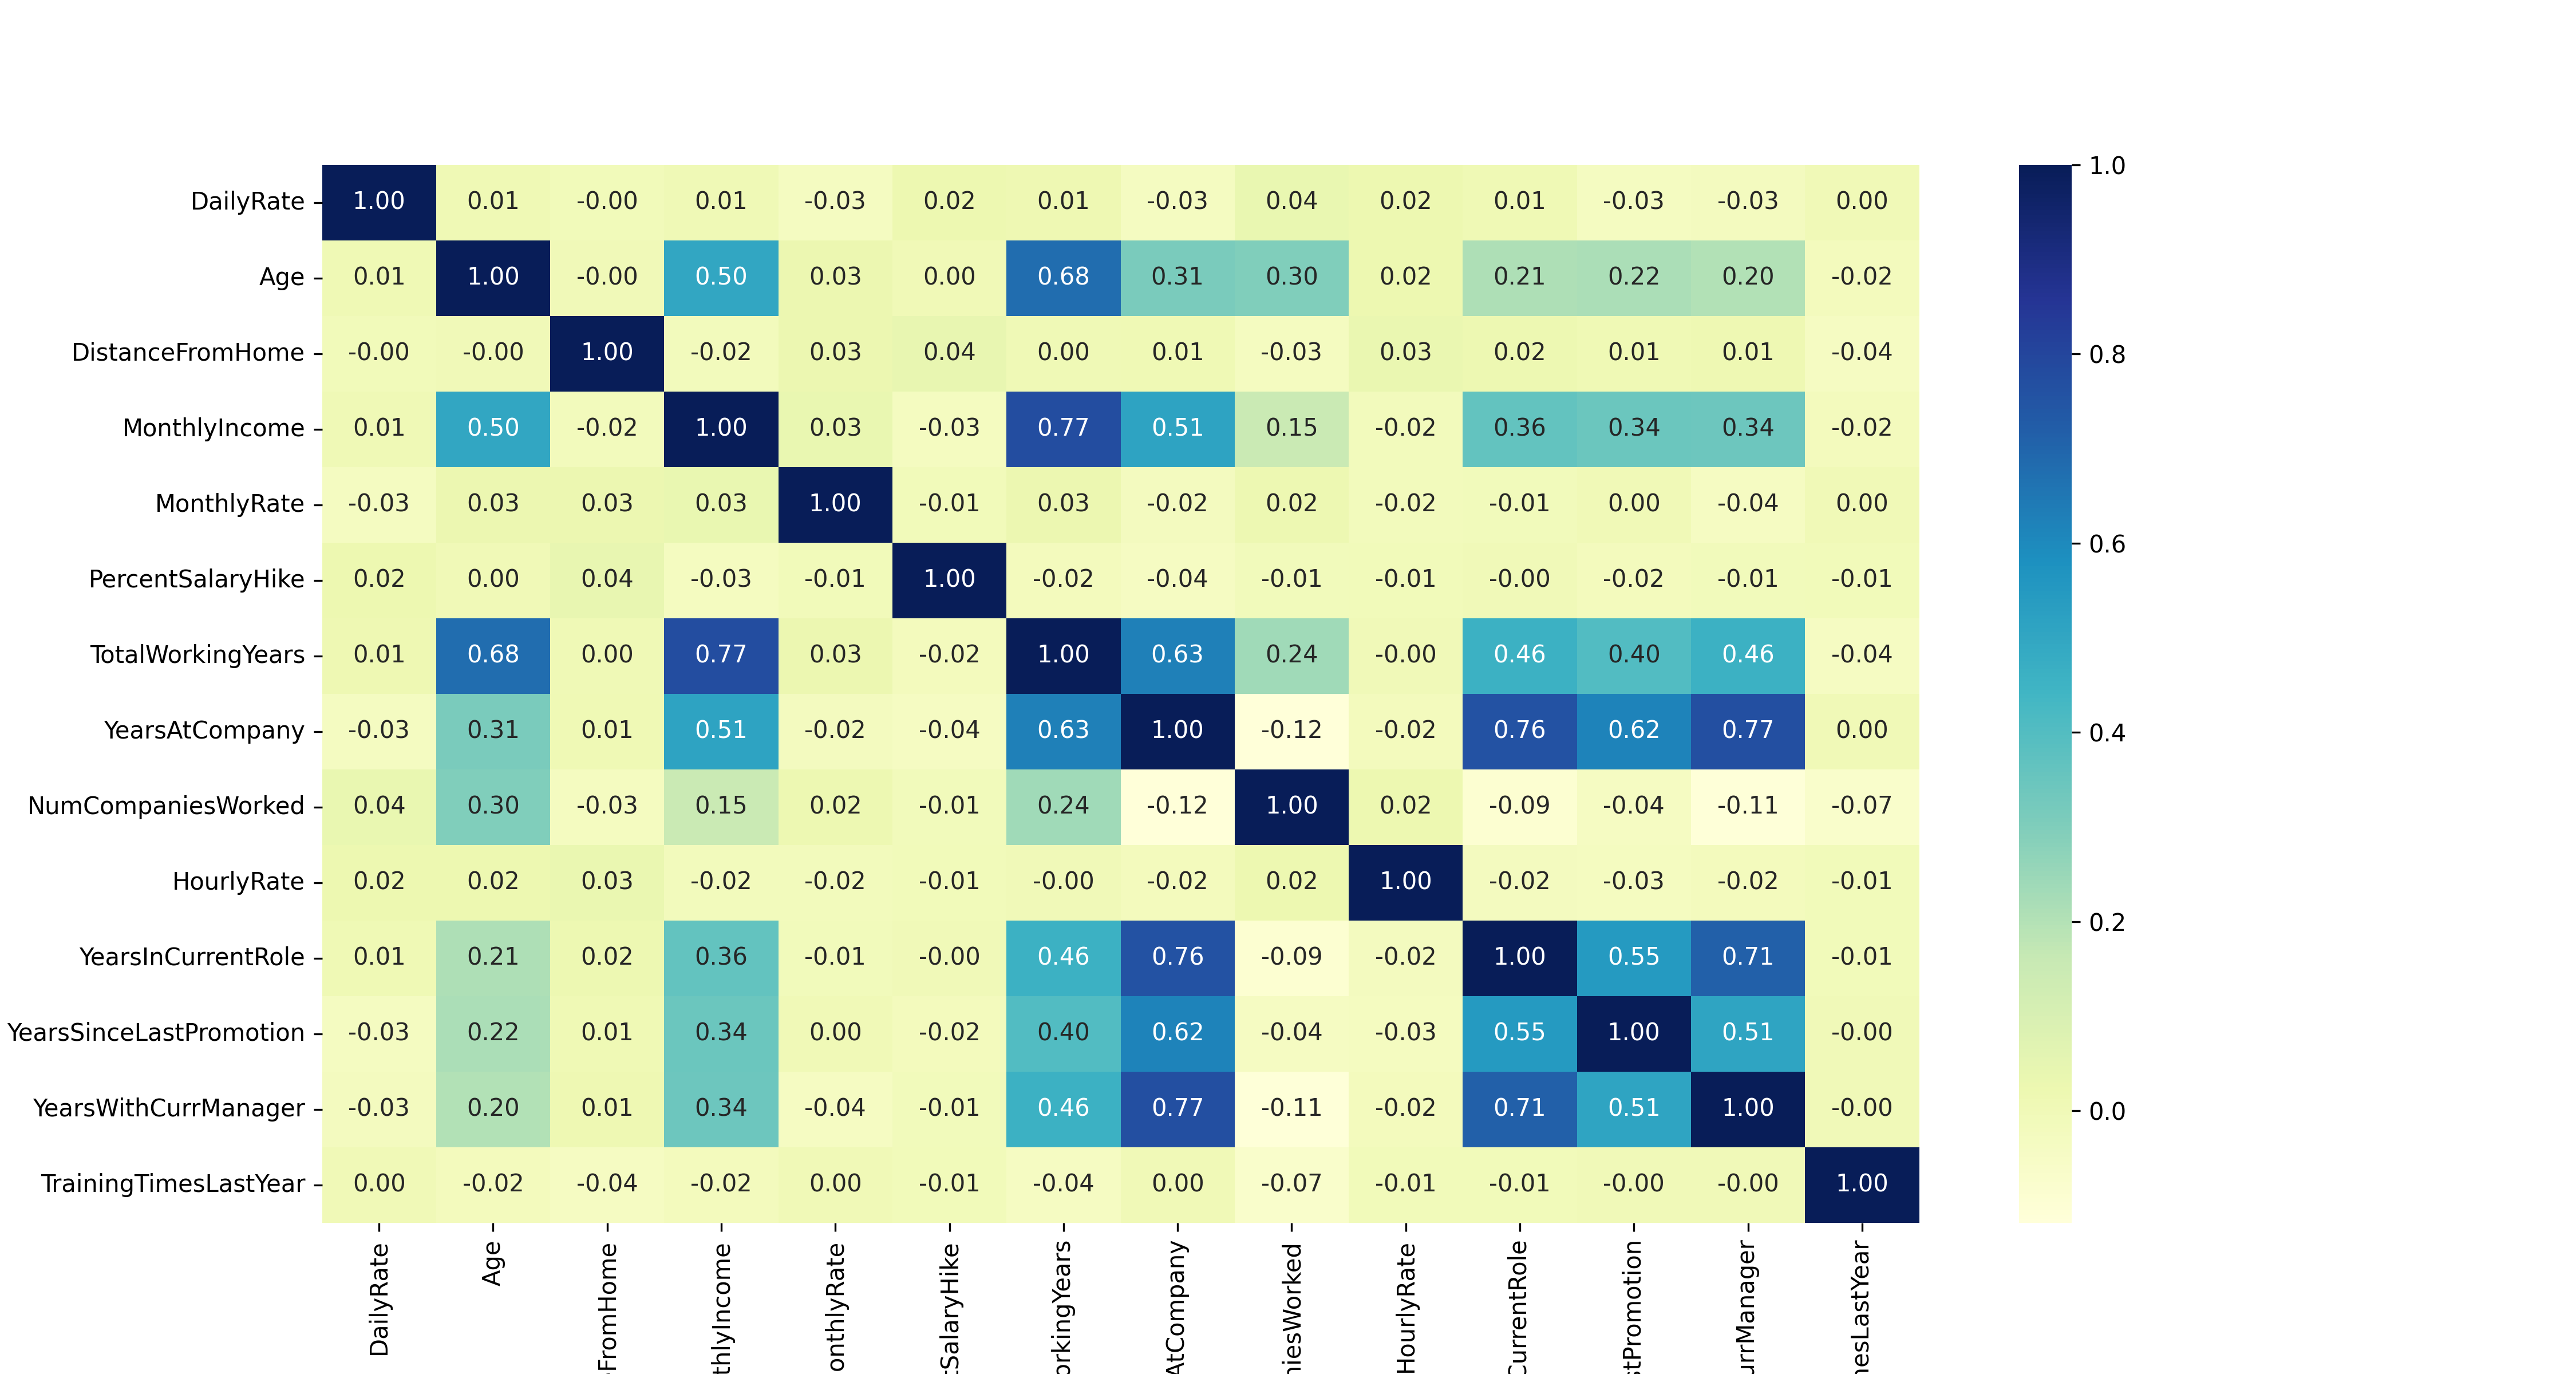 DailyRate 1.00 0.01 -0.00 0.01 -0.03 0.02 0.01 -0.03 0.04 0.02 0.01 -0.03 -0.03 0.00 1.0
Age 0.01 1.00 -0.00 0.50 0.03 0.00 0.68 0.31 0.30 0.02 0.21 0.22 0.20 -0.02
DistanceFromHome -0.00 -0.00 1.00 -0.02 0.03 0.04 0.00 0.01 -0.03 0.03 0.02 0.01 0.01 -0.04 0.8
MonthlyIncome 0.01 0.50 -0.02 1.00 0.03 -0.03 0.77 0.51 0.15 -0.02 0.36 0.34 0.34 -0.02
MonthlyRate -0.03 0.03 0.03 0.03 1.00 -0.01 0.03 -0.02 0.02 -0.02 -0.01 0.00 -0.04 0.00 0.6
PercentSalaryHike 0.02 0.00 0.04 -0.03 -0.01 1.00 -0.02 -0.04 -0.01 -0.01 -0.00 -0.02 -0.01 -0.01
TotalWorkingYears 0.01 0.68 0.00 0.77 0.03 -0.02 1.00 0.63 0.24 -0.00 0.46 0.40 0.46 -0.04
YearsAtCompany -0.03 0.31 0.01 0.51 -0.02 -0.04 0.63 1.00 -0.12 -0.02 0.76 0.62 0.77 0.00 0.4
NumCompaniesWorked 0.04 0.30 -0.03 0.15 0.02 -0.01 0.24 -0.12 1.00 0.02 -0.09 -0.04 -0.11 -0.07
HourlyRate 0.02 0.02 0.03 -0.02 -0.02 -0.01 -0.00 -0.02 0.02 1.00 -0.02 -0.03 -0.02 -0.01 0.2
YearsInCurrentRole 0.01 0.21 0.02 0.36 -0.01 -0.00 0.46 0.76 -0.09 -0.02 1.00 0.55 0.71 -0.01
YearsSinceLastPromotion -0.03 0.22 0.01 0.34 0.00 -0.02 0.40 0.62 -0.04 -0.03 0.55 1.00 0.51 -0.00
YearsWithCurrManager -0.03 0.20 0.01 0.34 -0.04 -0.01 0.46 0.77 -0.11 -0.02 0.71 0.51 1.00 -0.00 0.0
TrainingTimesLastYear 0.00 -0.02 -0.04 -0.02 0.00 -0.01 -0.04 0.00 -0.07 -0.01 -0.01 -0.00 -0.00 1.00
DailyRate
Age
FromHome
thlyIncome
onthlyRate
tSalaryHike
orkingYears
AtCompany
niesWorked
HourlyRate
CurrentRole
stPromotion
urrManager
nesLastYear